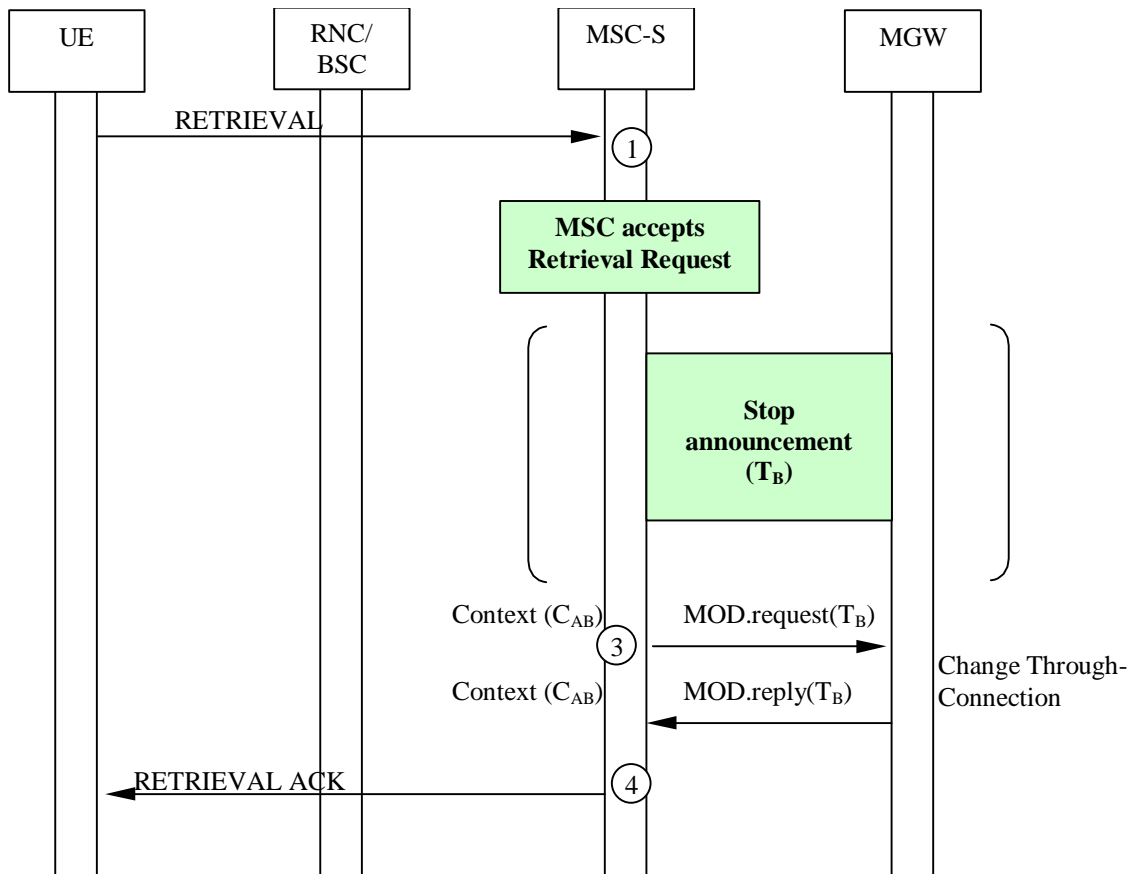 UE
RNC/
BSC
MSC-S
MGW
RETRIEVAL
1
MSC accepts
Retrieval Request
Stop
announcement
(TB)
Context (CAB)
MOD.request(TB)
3
Change Through-
Connection
Context (CAB)
MOD.reply(TB)
RETRIEVAL ACK
4